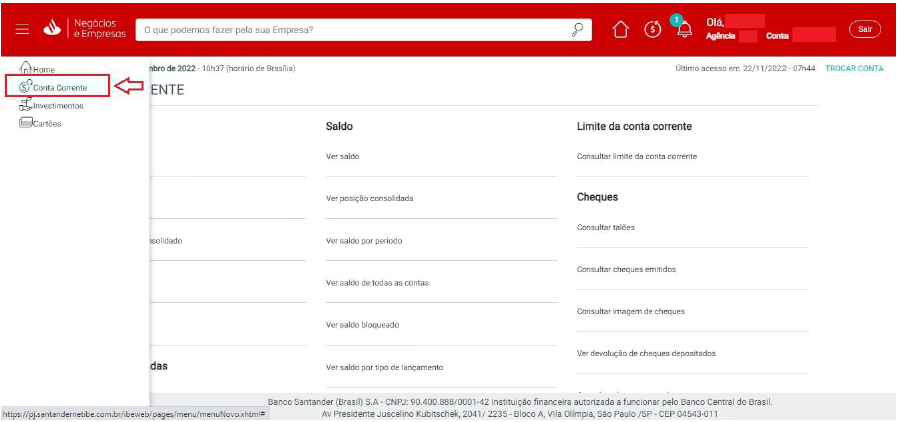 Negócios
e Empresas
O que podemos fazer pela sua Empresa?
1
Olá,
Agência
Conta
Sair
Home
Conta Corrente
Investimentos
Cartões
mbro de 2022 - 10h37 (horário de Brasília)
Último acesso em 22/11/2022 - 07h44
TROCAR CONTA
ENTE
Saldo
Ver saldo
Ver posição consolidada
nsolidado
Ver saldo por período
Ver saldo de todas as contas
Ver saldo bloqueado
das
Ver saldo por tipo de lançamento
Limite da conta corrente
Consultar limite da conta corrente
Cheques
Consultar talões
Consultar cheques emitidos
Consultar imagem de cheques
Ver devolução de cheques depositados
Banco Santander (Brasil) S.A - CNPJ: 90.400.888/0001-42 Instituição financeira autorizada a funcionar pelo Banco Central do Brasil.
Av Presidente Juscelino Kubitschek, 2041/ 2235 - Bloco A, Vila Olímpia, São Paulo /SP - CEP 04543-011
https://pj.santandernetibe.com.br/ibeweb/pages/menu/menuNovo.xhtml#